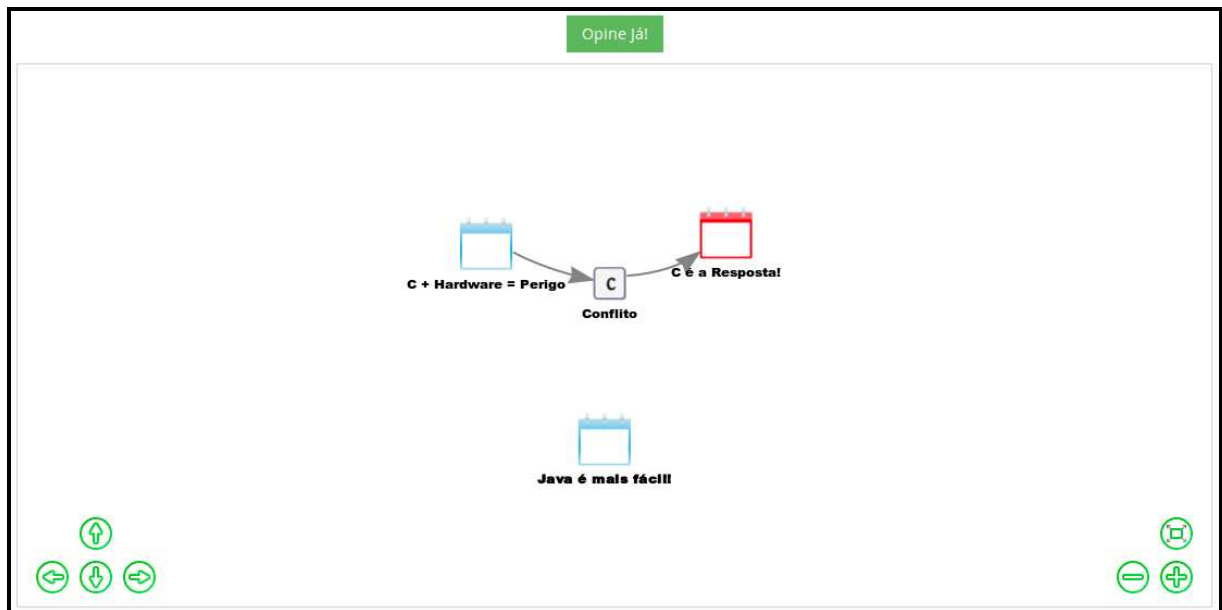 Opine Já!
C + Hardware = Perigo
C é a Resposta!
C
Conflito
Java é mais fácil!